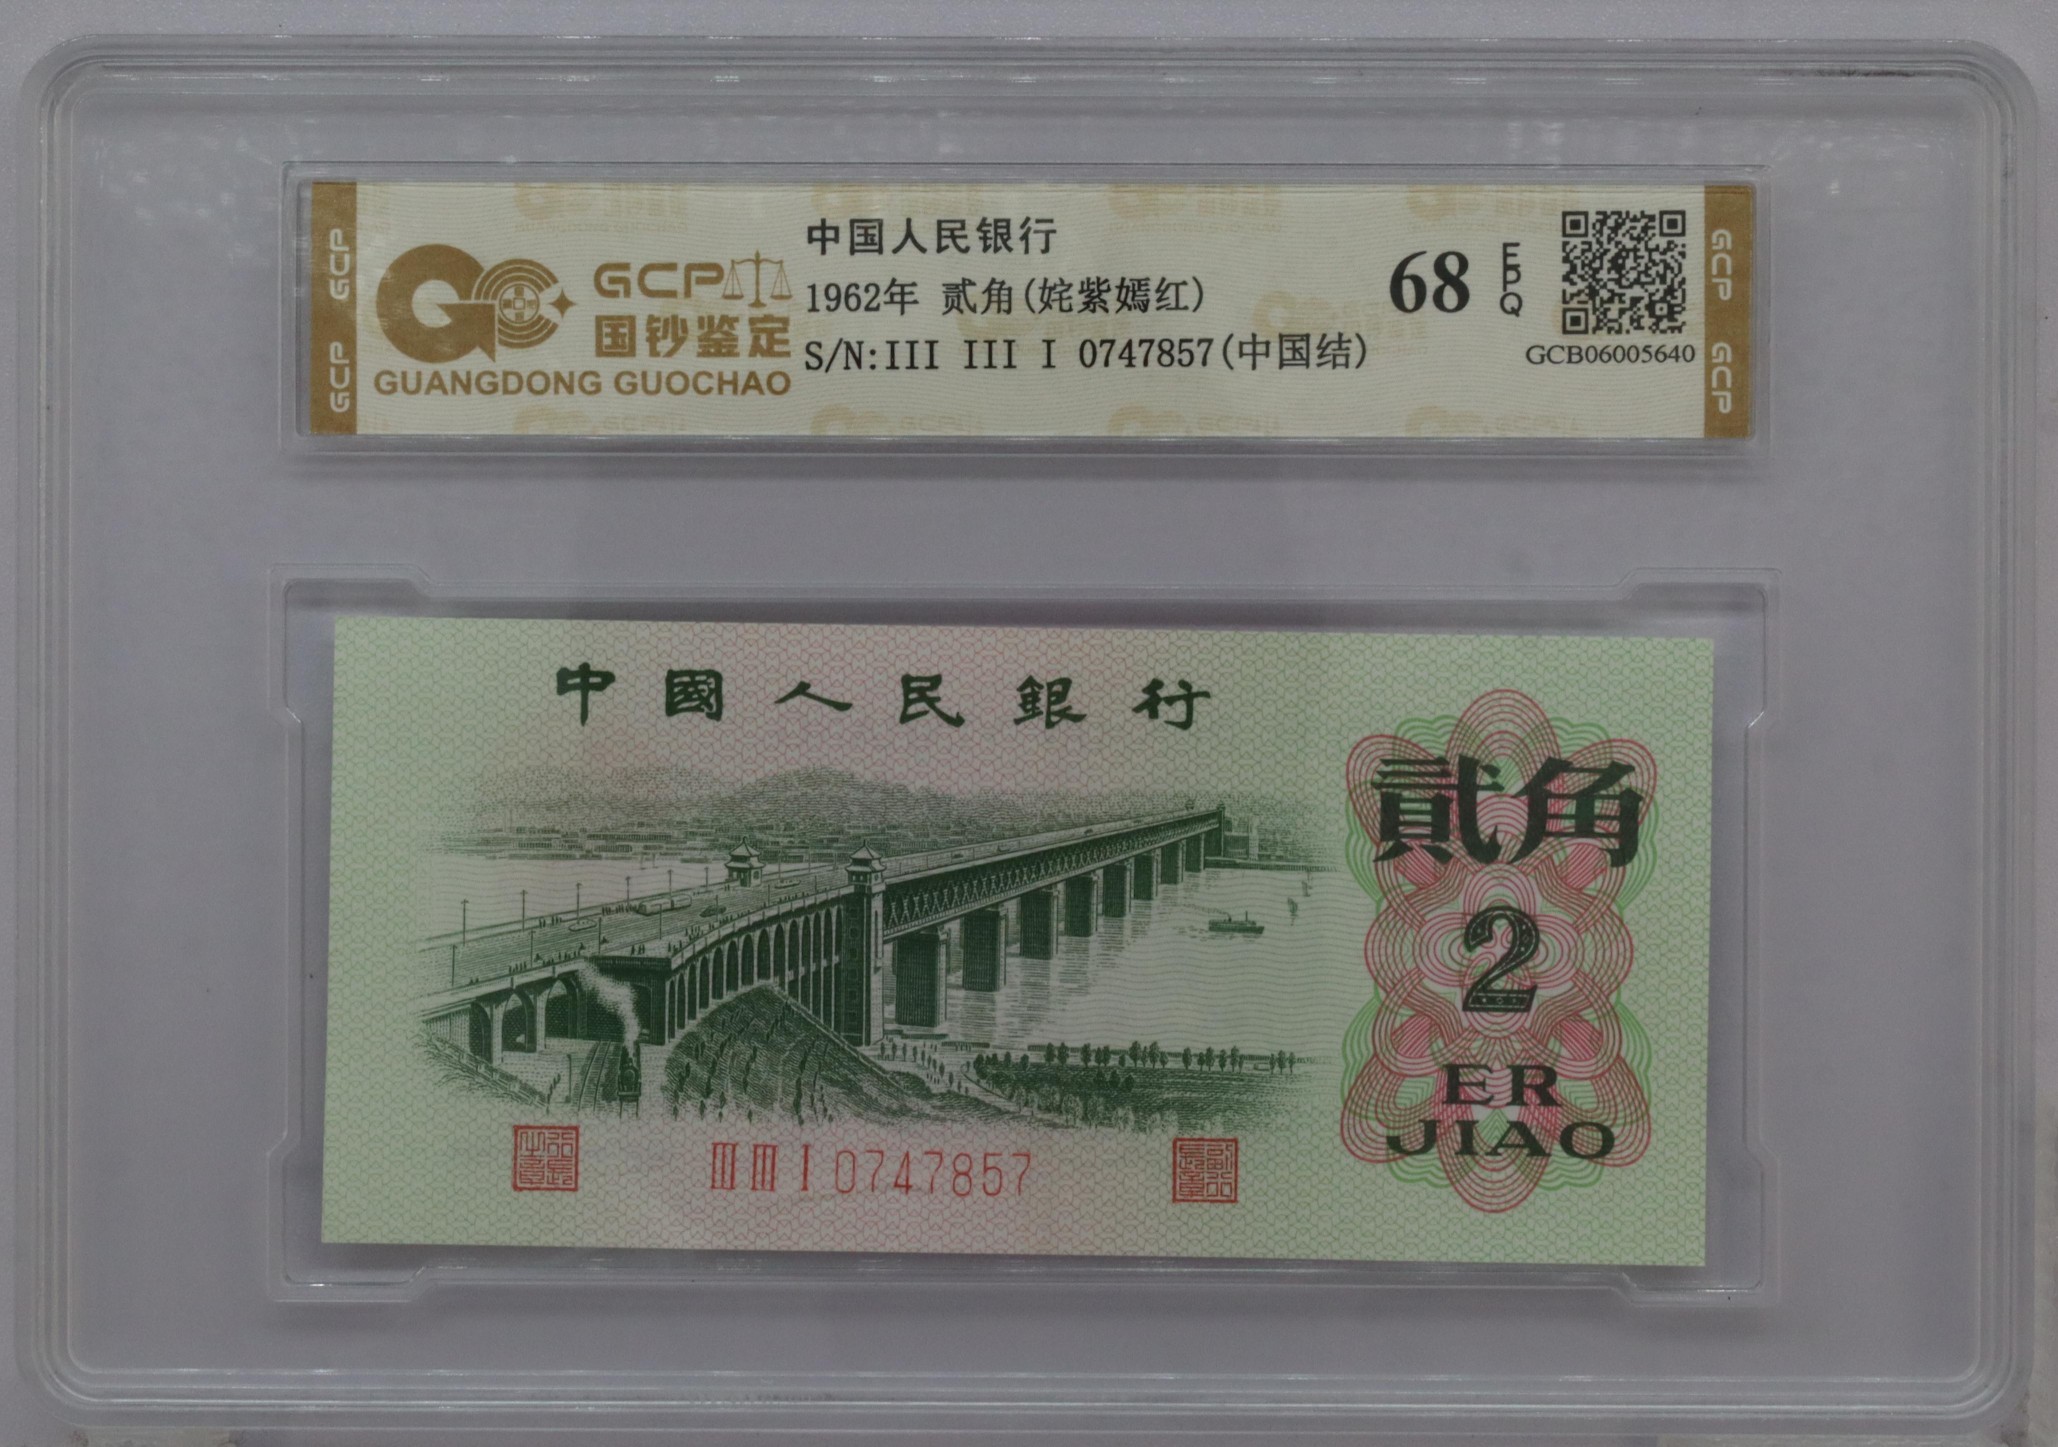 GCP
GCP
GCP
国钞鉴定
GUANGDONG GUOCHAO
中国人民银行
1962年 贰角(姹紫嫣红)
S/N:III III I 0747857(中国结)
68
EPQ
GCB06005640
GCP
GCP
中國人民銀行
貳角
2
ER
JIAO
III III I 0747857